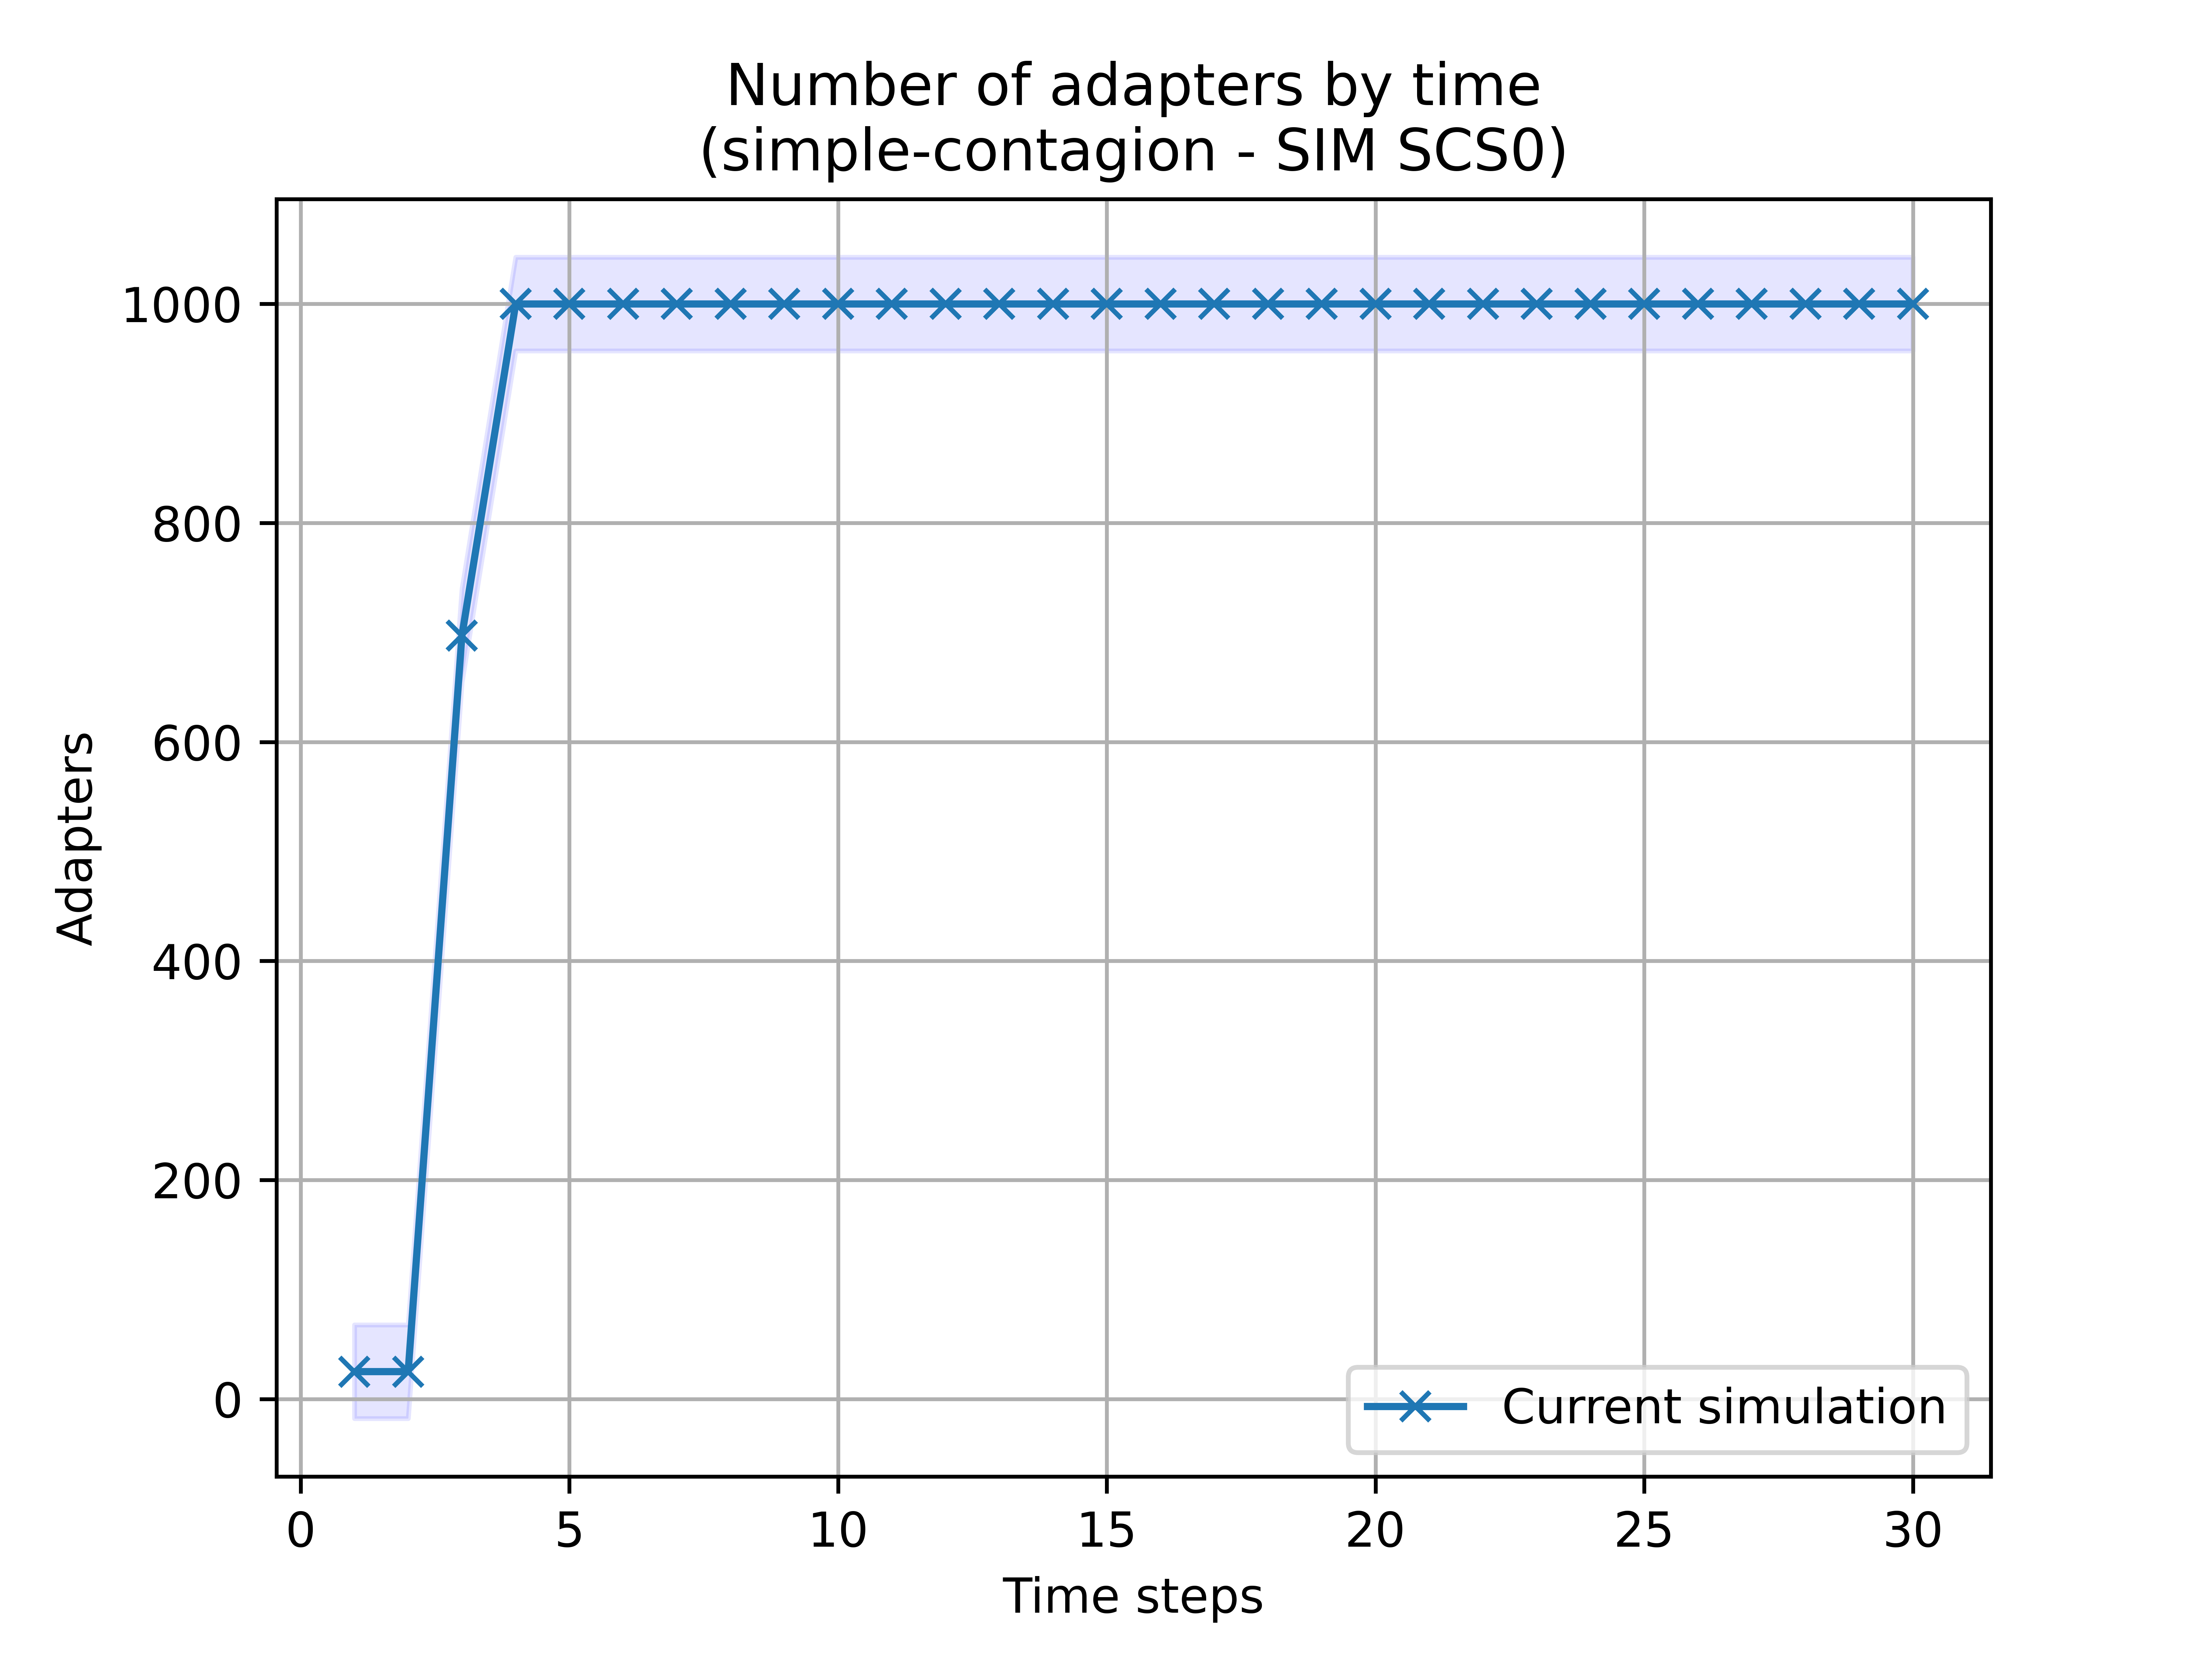 Number of adapters by time
(simple-contagion - SIM SCS0)
1000
800
600
400
200
0
Adapters
Current simulation
0 5 10 15 20 25 30
Time steps